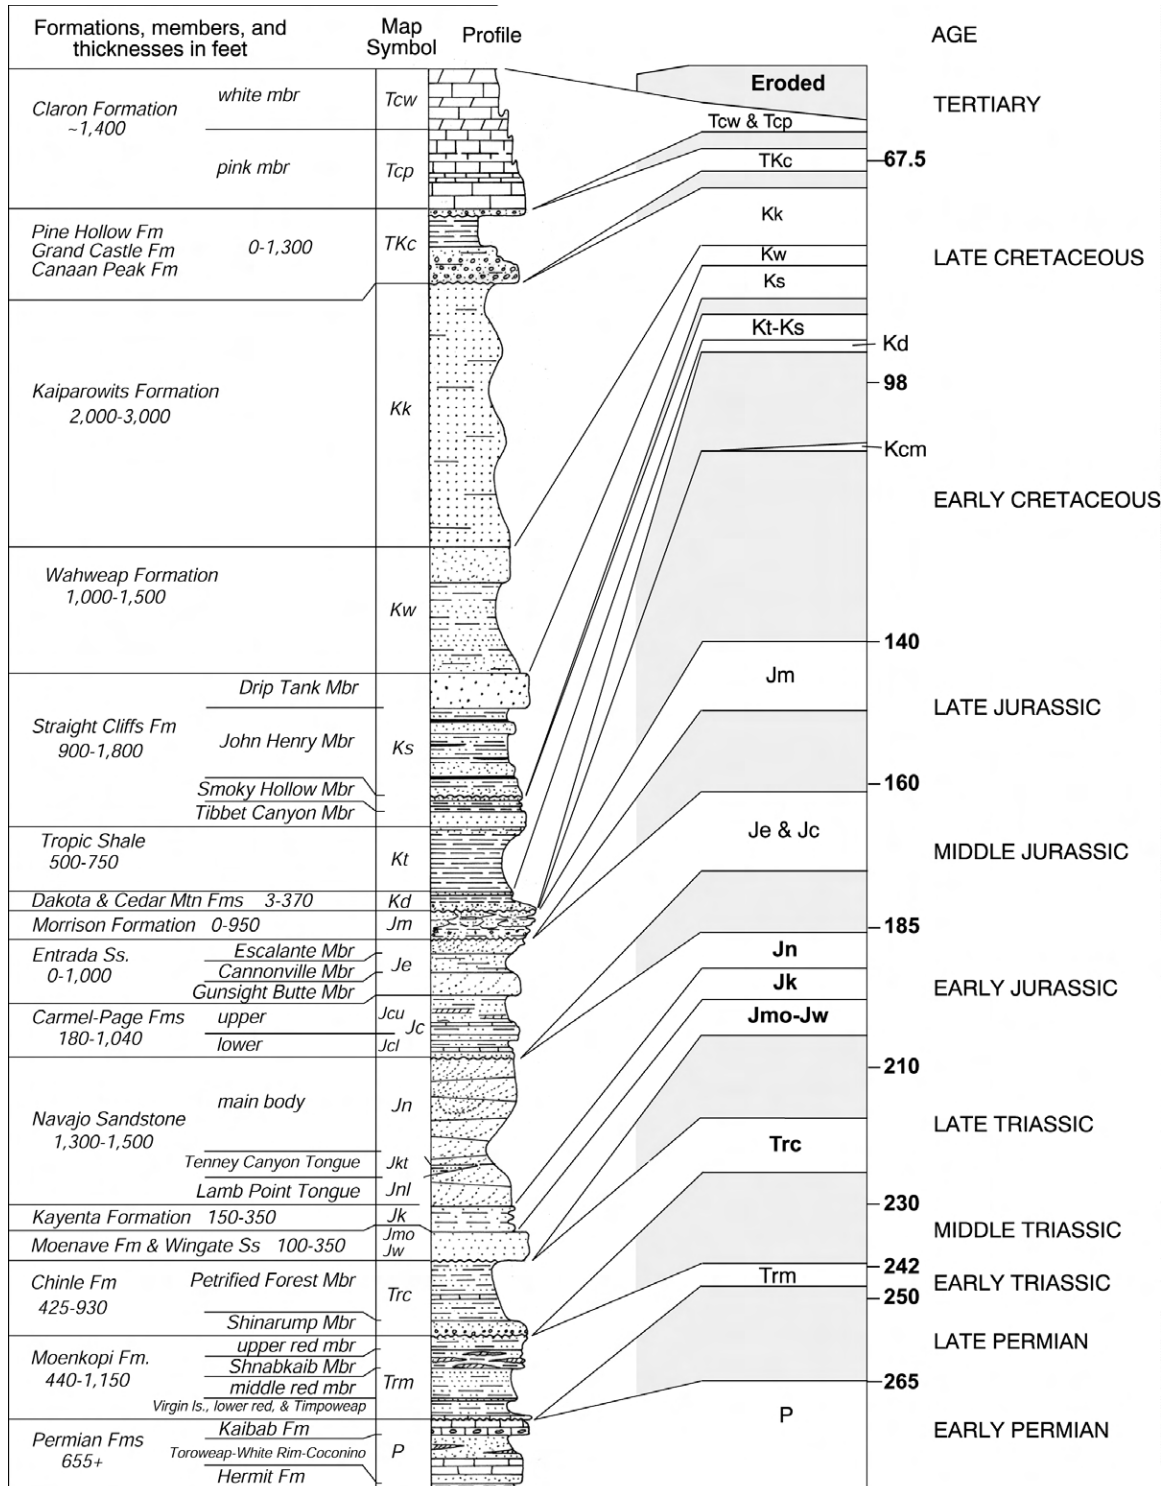 Formations, members, and
thicknesses in feet
Map
Symbol
Profile
AGE
Claron Formation
~1,400
white mbr
Tcw
pink mbr
Tcp
Pine Hollow Fm
Grand Castle Fm
Canaan Peak Fm
0-1,300
TKc
Kaiparowits Formation
2,000-3,000
Kk
Wahweap Formation
1,000-1,500
Kw
Straight Cliffs Fm
900-1,800
Drip Tank Mbr
John Henry Mbr
Smoky Hollow Mbr
Tibbet Canyon Mbr
Ks
Tropic Shale
500-750
Kt
Dakota & Cedar Mtn Fms 3-370
Kd
Morrison Formation 0-950
Jm
Entrada Ss.
0-1,000
Escalante Mbr
Cannonville Mbr
Gunsight Butte Mbr
Je
Carmel-Page Fms
180-1,040
upper
lower
Jcu
Jc
Jcl
Navajo Sandstone
1,300-1,500
main body
Jn
Tenney Canyon Tongue
Jkt
Lamb Point Tongue
Jnl
Kayenta Formation 150-350
Jk
Moenave Fm & Wingate Ss 100-350
Jmo
Jw
Chinle Fm
425-930
Petrified Forest Mbr
Shinarump Mbr
Trc
Moenkopi Fm.
440-1,150
upper red mbr
Shnabkaib Mbr
middle red mbr
Virgin ls., lower red, & Timpoweap
Trm
Permian Fms
655+
Kaibab Fm
Toroweap-White Rim-Coconino
Hermit Fm
P
Eroded
Tcw & Tcp
TKc
Kk
Kw
Ks
Kt-Ks
Kd
Kcm
Jm
Je & Jc
Jn
Jk
Jmo-Jw
Trc
Trm
P
67.5
98
140
160
185
210
230
242
250
265
TERTIARY
LATE CRETACEOUS
EARLY CRETACEOUS
LATE JURASSIC
MIDDLE JURASSIC
EARLY JURASSIC
LATE TRIASSIC
MIDDLE TRIASSIC
EARLY TRIASSIC
LATE PERMIAN
EARLY PERMIAN